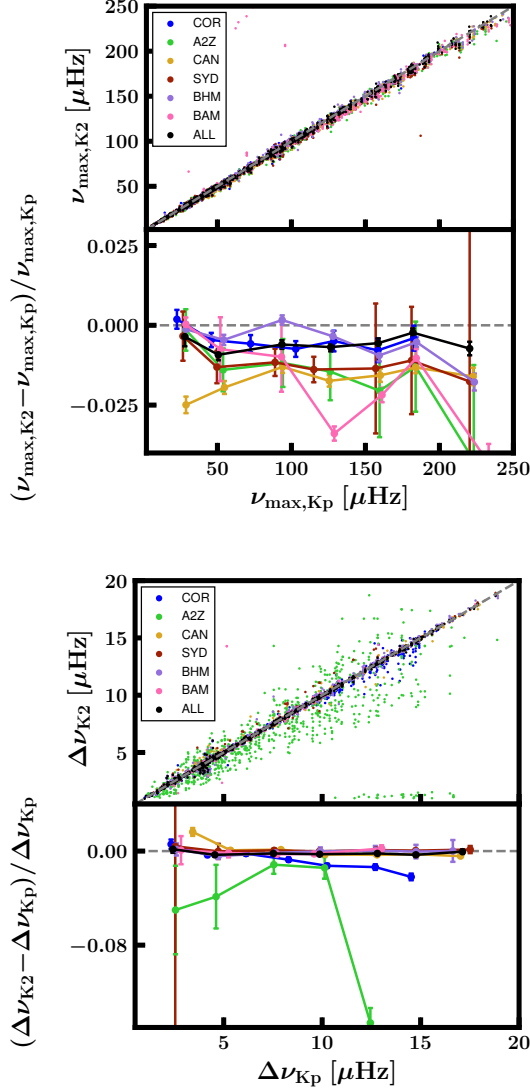 250
200
150
100
50
ν_max,K2 [μHz]
COR
A2Z
CAN
SYD
BHM
BAM
ALL
0.025
0.000
−0.025
(ν_max,K2−ν_max,Kp)/ν_max,Kp
50 100 150 200 250
ν_max,Kp [μHz]
20
15
10
5
Δν_K2 [μHz]
COR
A2Z
CAN
SYD
BHM
BAM
ALL
0.00
−0.08
(Δν_K2−Δν_Kp)/Δν_Kp
5 10 15 20
Δν_Kp [μHz]